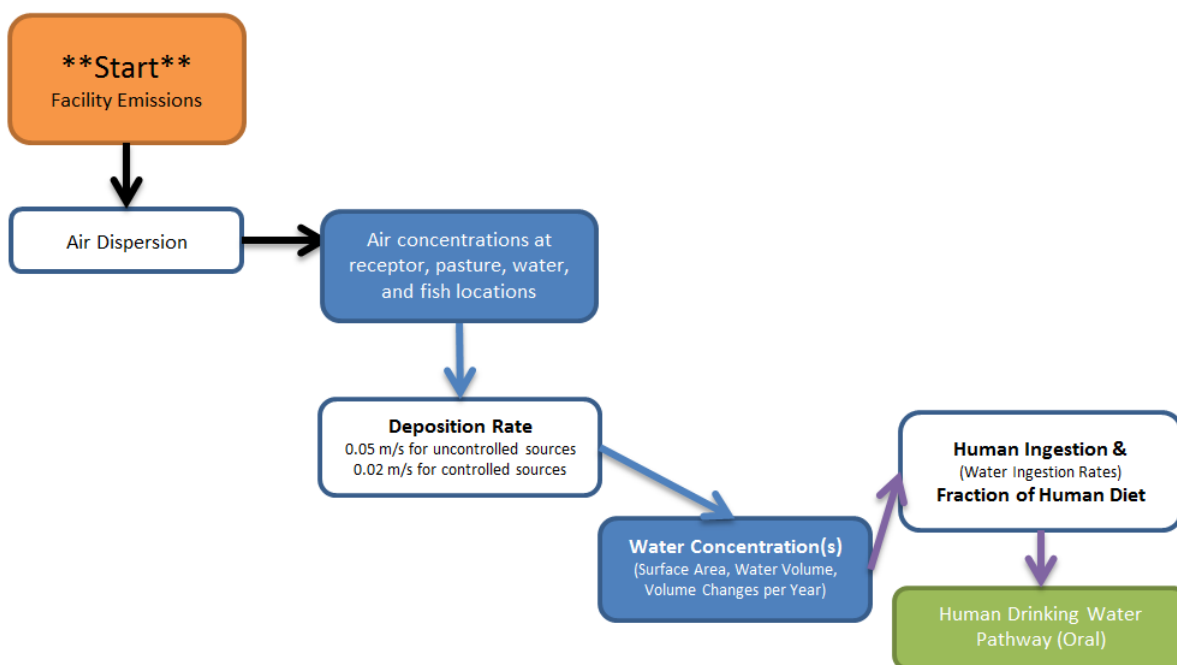 **Start**
Facility Emissions
Air Dispersion
Air concentrations at
receptor, pasture, water,
and fish locations
Deposition Rate
0.05 m/s for uncontrolled sources
0.02 m/s for controlled sources
Water Concentration(s)
(Surface Area, Water Volume,
Volume Changes per Year)
Human Ingestion &
(Water Ingestion Rates)
Fraction of Human Diet
Human Drinking Water
Pathway (Oral)